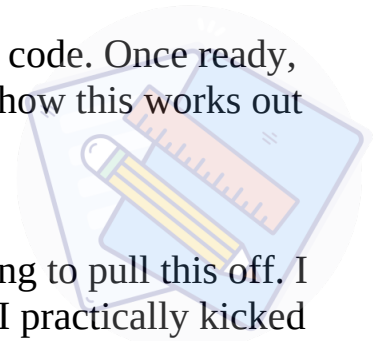 code. Once ready,
how this works out
ng to pull this off. I
I practically kicked